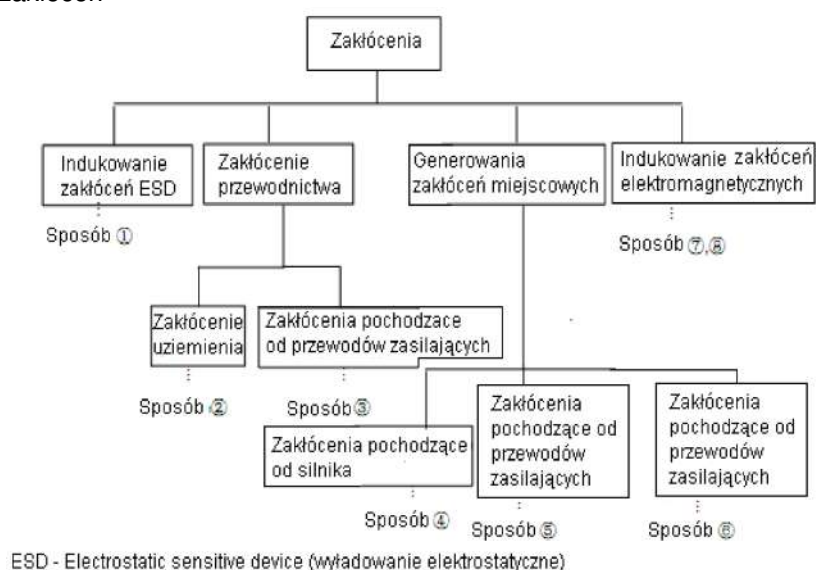 Zakłócenia
Indukowanie
zakłóceń ESD
Sposób ①
Zakłócenie
przewodnictwa
Generowania
zakłóceń miejscowych
Indukowanie zakłóceń
elektromagnetycznych
Sposób ⑦,⑧
Zakłócenie
uziemienia
Sposób ②
Zakłócenia pochodzace
od przewodów zasilających
Sposób ③
Zakłócenia pochodzące
od silnika
Sposób ④
Zakłócenia
pochodzące od
przewodów
zasilających
Sposób ⑤
Zakłócenia
pochodzące od
przewodów
zasilających
Sposób ⑥
ESD - Electrostatic sensitive device (wyładowanie elektrostatyczne)